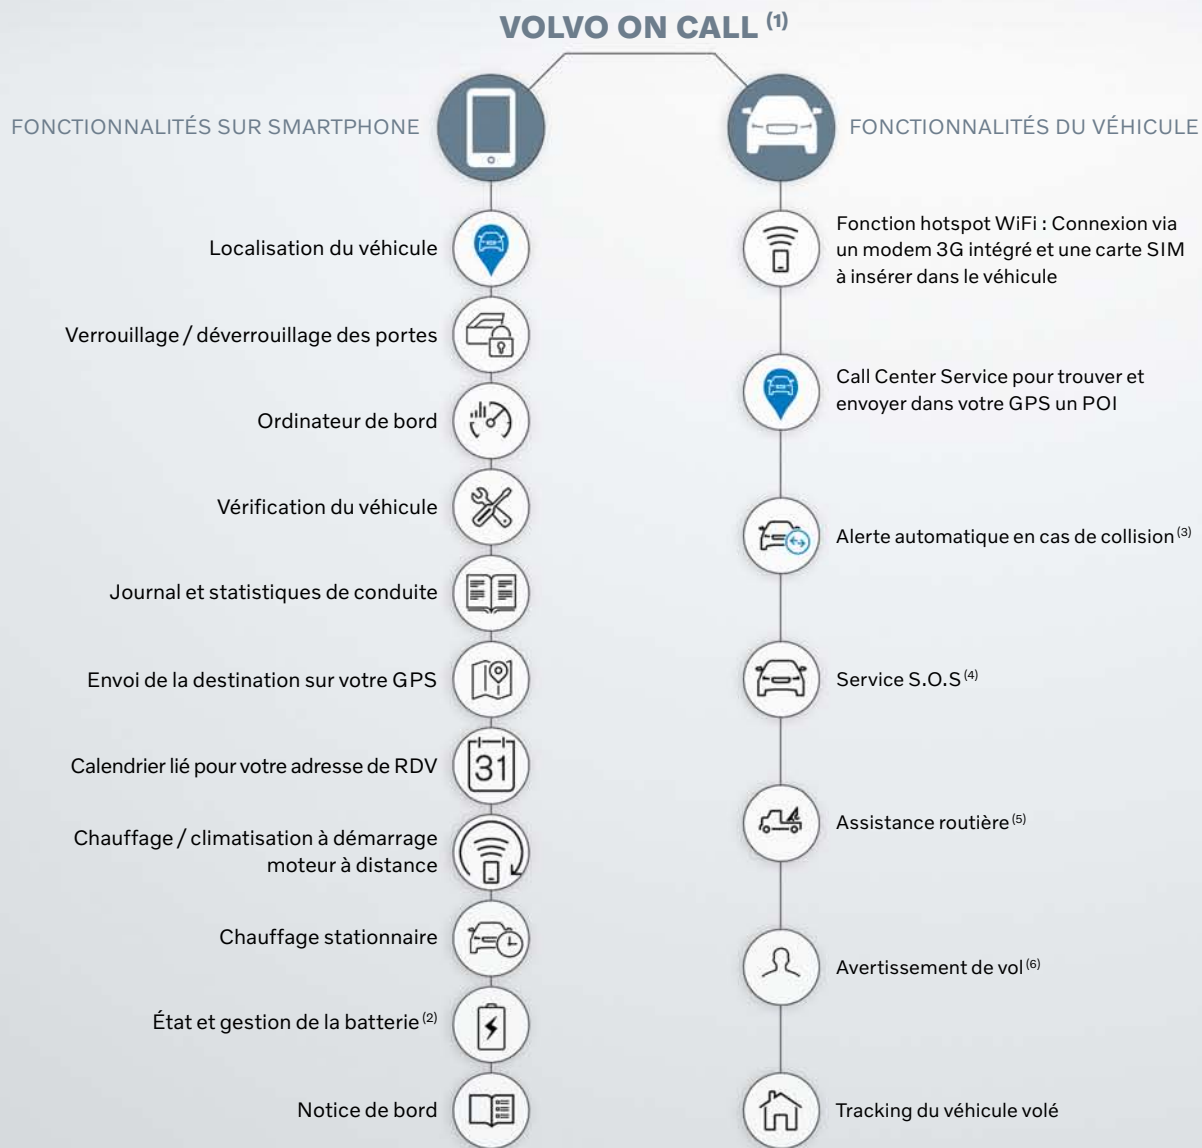 VOLVO ON CALL (1)
FONCTIONNALITÉS SUR SMARTPHONE
Localisation du véhicule
Verrouillage / déverrouillage des portes
Ordinateur de bord
Vérification du véhicule
Journal et statistiques de conduite
Envoi de la destination sur votre GPS
31
Calendrier lié pour votre adresse de RDV
Chauffage / climatisation à démarrage
moteur à distance
Chauffage stationnaire
État et gestion de la batterie (2)
Notice de bord
FONCTIONNALITÉS DU VÉHICULE
Fonction hotspot WiFi : Connexion via
un modem 3G intégré et une carte SIM
à insérer dans le véhicule
Call Center Service pour trouver et
envoyer dans votre GPS un POI
Alerte automatique en cas de collision (3)
Service S.O.S (4)
Assistance routière (5)
Avertissement de vol (6)
Tracking du véhicule volé